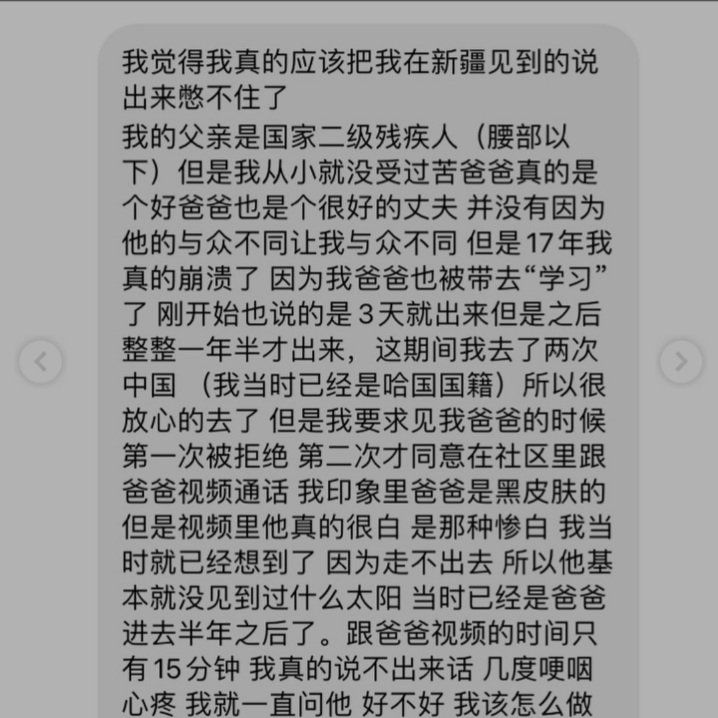 我觉得我真的应该把我在新疆见到的说
出来憋不住了
我的父亲是国家二级残疾人（腰部以
下）但是我从小就没受过苦爸爸真的是
个好爸爸也是个很好的丈夫 并没有因为
他的与众不同让我与众不同 但是17年我
真的崩溃了 因为我爸爸也被带去“学习”
了 刚开始也说的是3天就出来但是之后
整整一年半才出来，这期间我去了两次
中国 （我当时已经是哈国国籍）所以很
放心的去了 但是我要求见我爸爸的时候
第一次被拒绝 第二次才同意在社区里跟
爸爸视频通话 我印象里爸爸是黑皮肤的
但是视频里他真的很白 是那种惨白 我当
时就已经想到了 因为走不出去 所以他基
本就没见到过什么太阳 当时已经是爸爸
进去半年之后了。跟爸爸视频的时间只
有15分钟 我真的说不出来话 几度哽咽
心疼 我就一直问他 好不好 我该怎么做